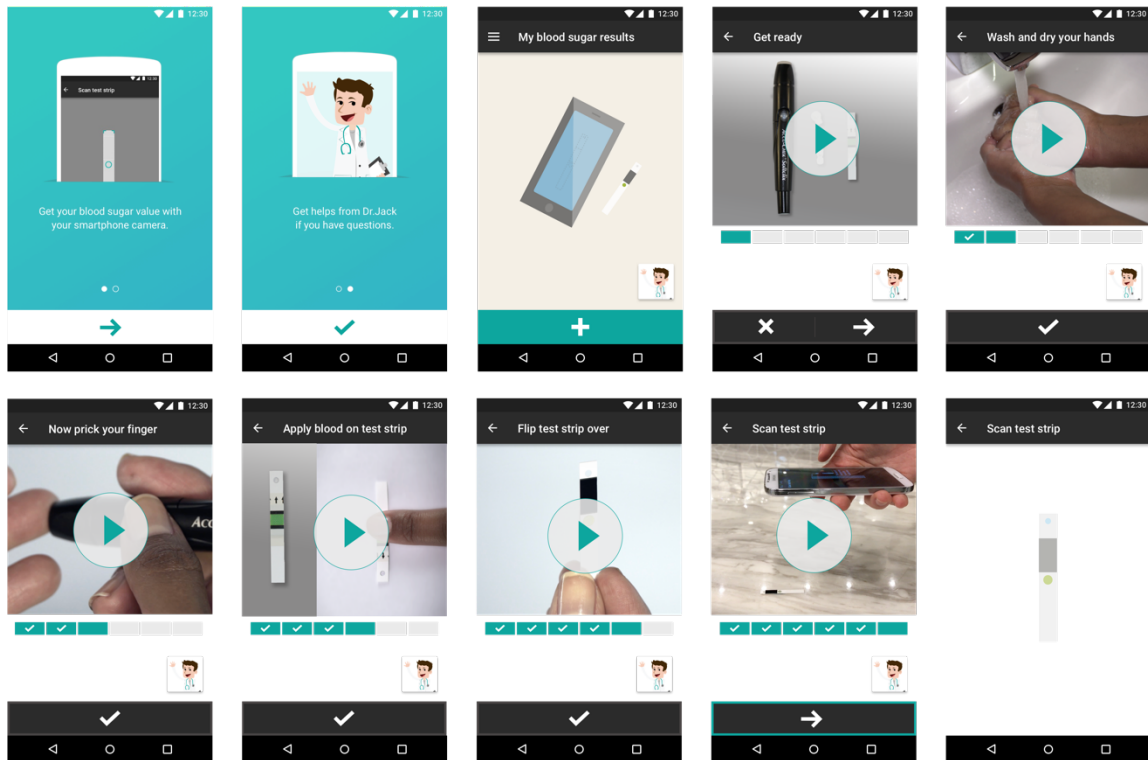 12:30
Scan test strip
Get your blood sugar value with
your smartphone camera.
12:30
Get helps from Dr.Jack
if you have questions.
12:30
My blood sugar results
12:30
Get ready
12:30
Wash and dry your hands
12:30
Now prick your finger
Acc
12:30
Apply blood on test strip
12:30
Flip test strip over
12:30
Scan test strip
12:30
Scan test strip